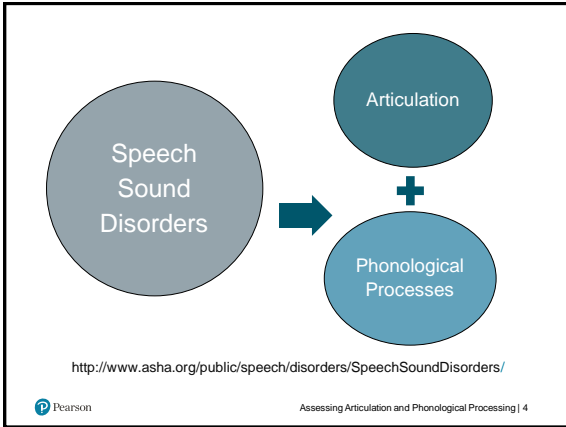 Speech
Sound
Disorders
Articulation
Phonological
Processes
http://www.asha.org/public/speech/disorders/SpeechSoundDisorders/
Pearson
Assessing Articulation and Phonological Processing | 4